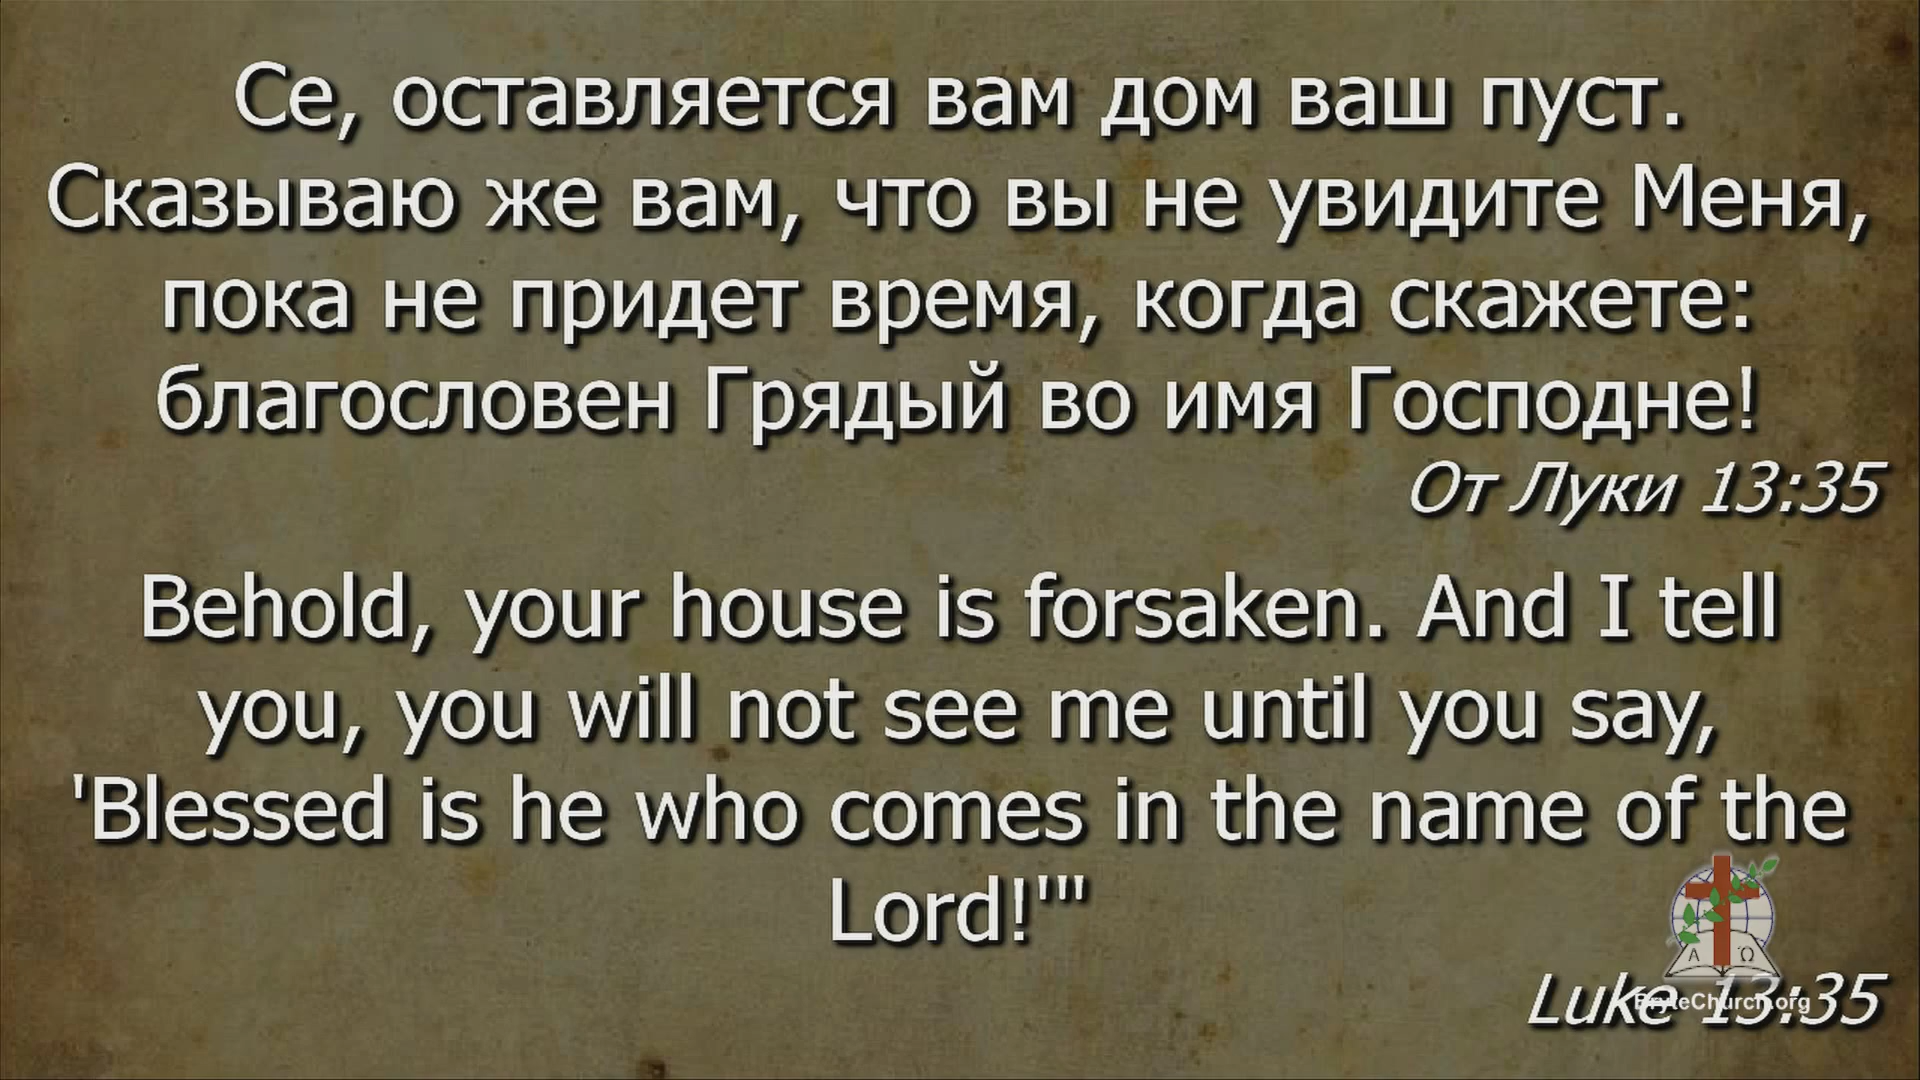 Се, оставляется вам дом ваш пуст.
Сказываю же вам, что вы не увидите Меня,
пока не придет время, когда скажете:
благословен Грядый во имя Господне!
От Луки 13:35
Behold, your house is forsaken. And I tell
you, you will not see me until you say,
'Blessed is he who comes in the name of the
Lord!'"
Α Ω
Luke 13:35
BryteChurch.org